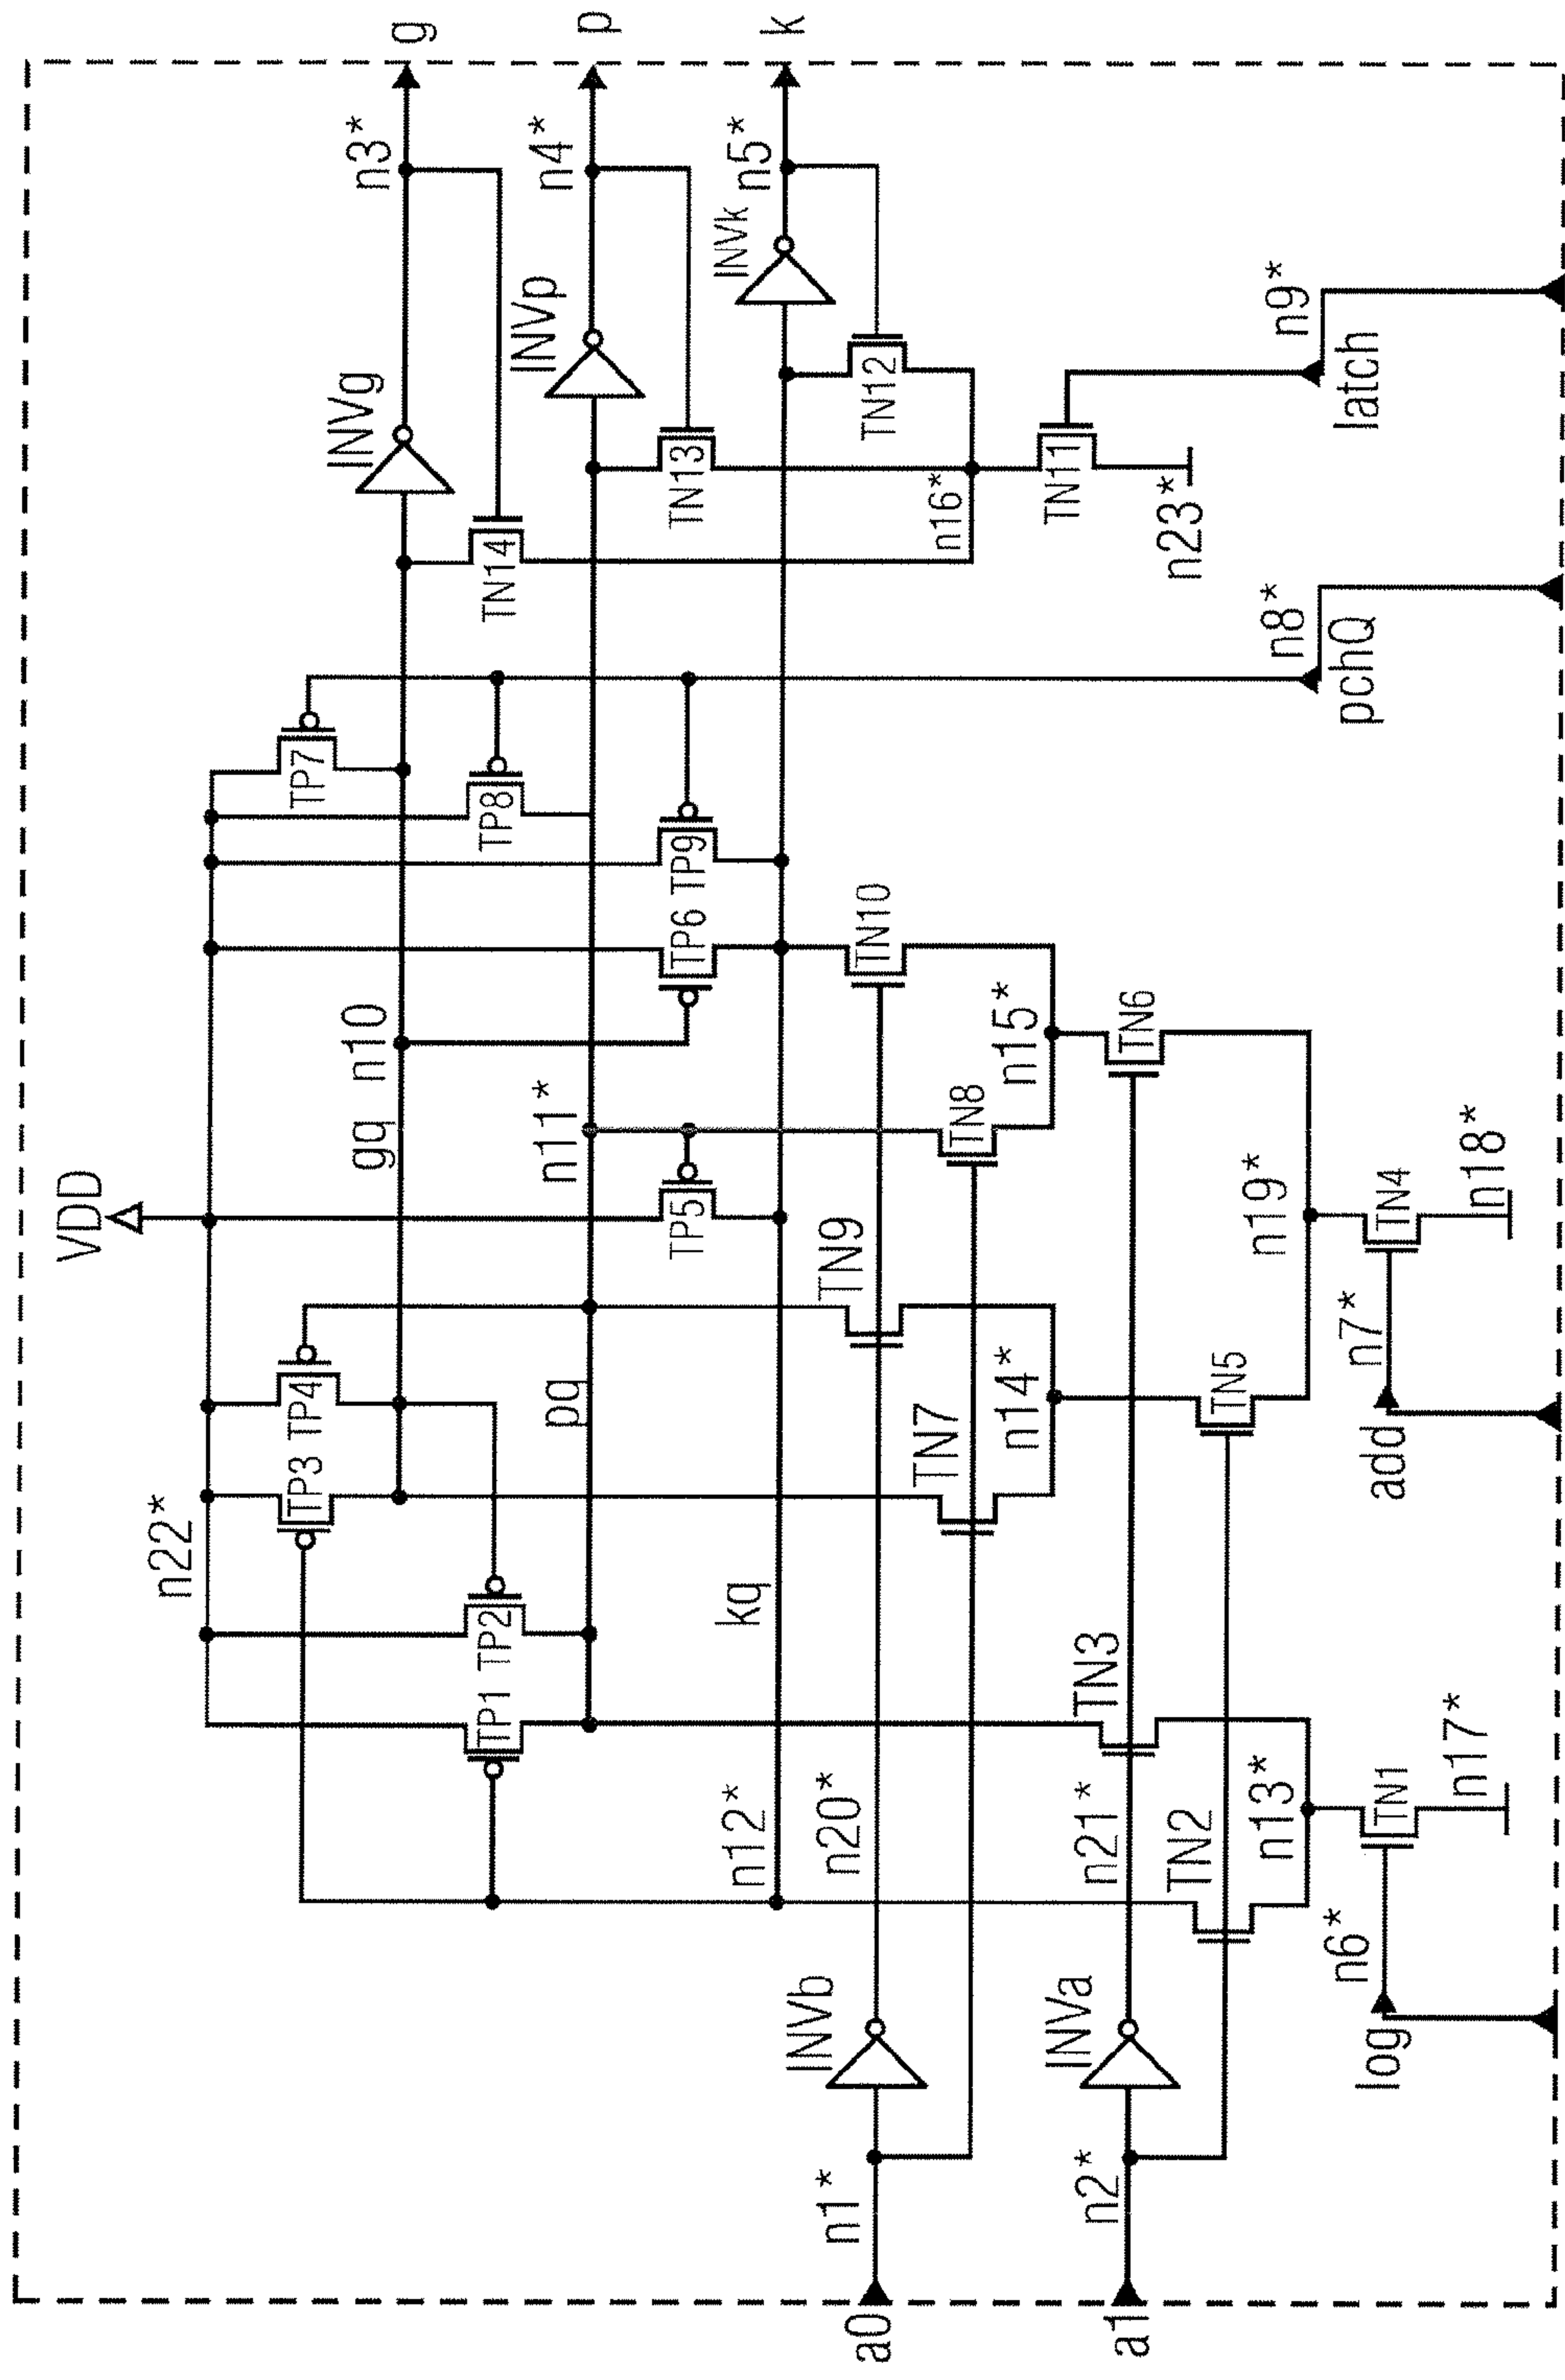 VDD
n22*
TP3
TP4
TP7
g
n3*
INVg
gq
n10
TP1
TP2
TP8
TN14
p
n4*
INVp
pq
n11*
TP5
TP6
TP9
TN13
k
n5*
INVk
n12*
kq
INVb
n20*
TN9
TN10
TN12
a0
n1*
TN7
TN8
n14*
n15*
n16*
INVa
n21*
TN3
TN6
TN11
a1
n2*
TN2
TN5
n23*
n13*
n19*
log
n6*
TN1
n17*
add
n7*
TN4
n18*
n8*
pchQ
n9*
latch